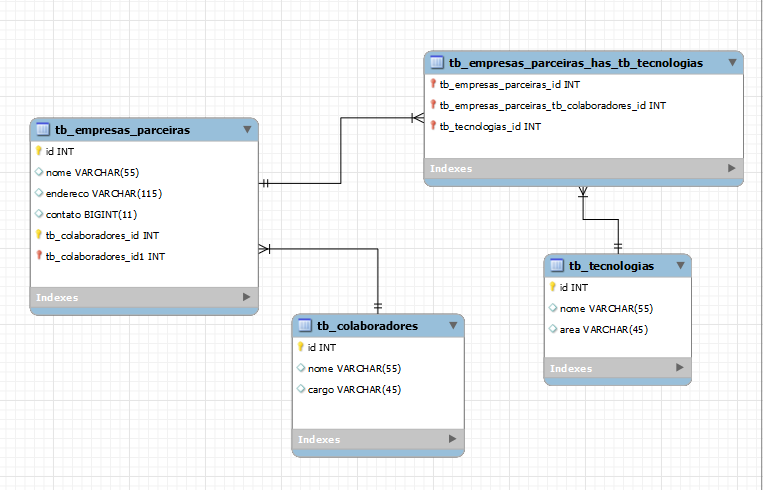 tb_empresas_parceiras_has_tb_tecnologias
tb_empresas_parceiras_id INT
tb_empresas_parceiras_tb_colaboradores_id INT
tb_tecnologias_id INT
Indexes
tb_empresas_parceiras
id INT
nome VARCHAR(55)
endereco VARCHAR(115)
contato BIGINT(11)
tb_colaboradores_id INT
tb_colaboradores_id1 INT
Indexes
tb_tecnologias
id INT
nome VARCHAR(55)
area VARCHAR(45)
Indexes
tb_colaboradores
id INT
nome VARCHAR(55)
cargo VARCHAR(45)
Indexes